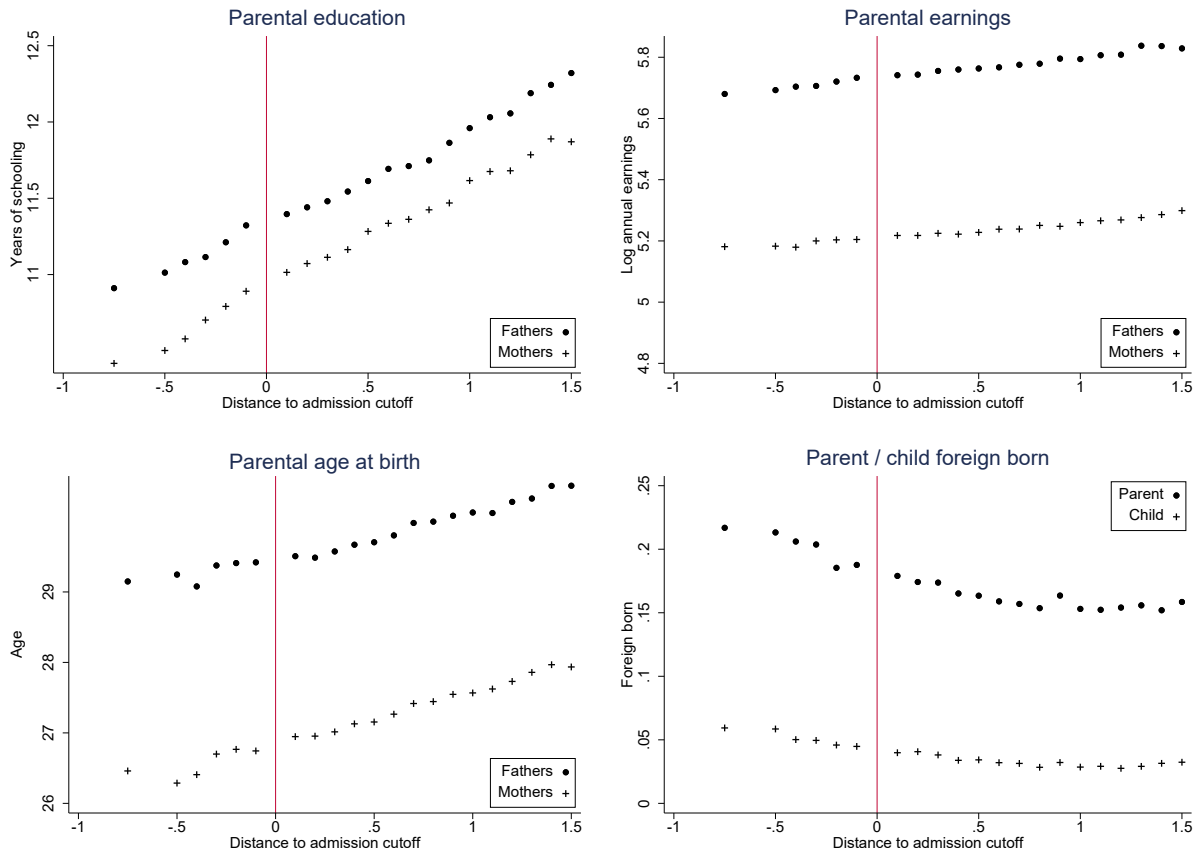 Parental education
12.5
12
11.5
11
Years of schooling
Fathers
Mothers
-1 -.5 0 .5 1 1.5
Distance to admission cutoff
Parental earnings
5.8
5.6
5.4
5.2
5
4.8
Log annual earnings
Fathers
Mothers
-1 -.5 0 .5 1 1.5
Distance to admission cutoff
Parental age at birth
29
28
27
26
Age
Fathers
Mothers
-1 -.5 0 .5 1 1.5
Distance to admission cutoff
Parent / child foreign born
.25
.2
.15
.1
.05
0
Foreign born
Parent
Child
-1 -.5 0 .5 1 1.5
Distance to admission cutoff